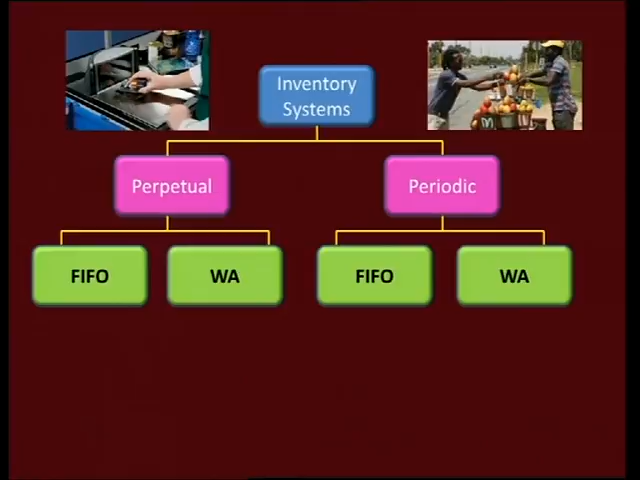 Inventory
Systems
Perpetual
Periodic
FIFO
WA
FIFO
WA